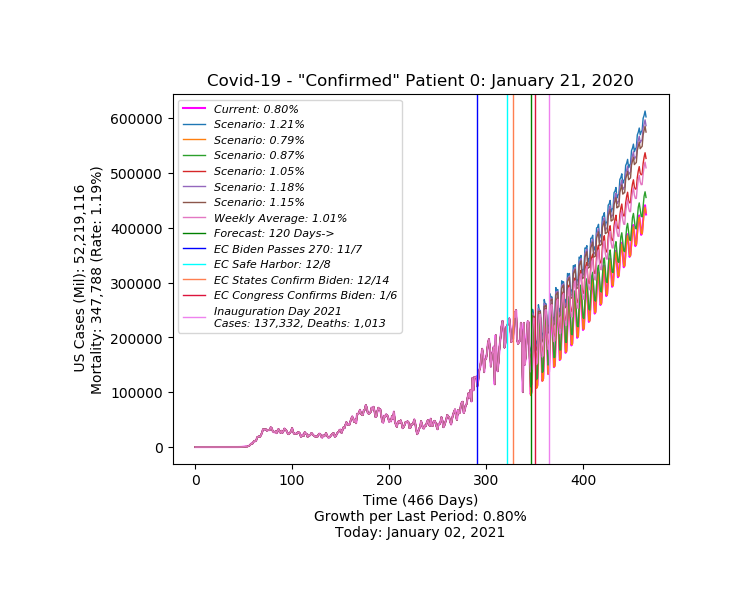 Covid-19 - "Confirmed" Patient 0: January 21, 2020
US Cases (Mil): 52,219,116
Mortality: 347,788 (Rate: 1.19%)
600000
500000
400000
300000
200000
100000
0
Current: 0.80%
Scenario: 1.21%
Scenario: 0.79%
Scenario: 0.87%
Scenario: 1.05%
Scenario: 1.18%
Scenario: 1.15%
Weekly Average: 1.01%
Forecast: 120 Days->
EC Biden Passes 270: 11/7
EC Safe Harbor: 12/8
EC States Confirm Biden: 12/14
EC Congress Confirms Biden: 1/6
Inauguration Day 2021
Cases: 137,332, Deaths: 1,013
0 100 200 300 400
Time (466 Days)
Growth per Last Period: 0.80%
Today: January 02, 2021